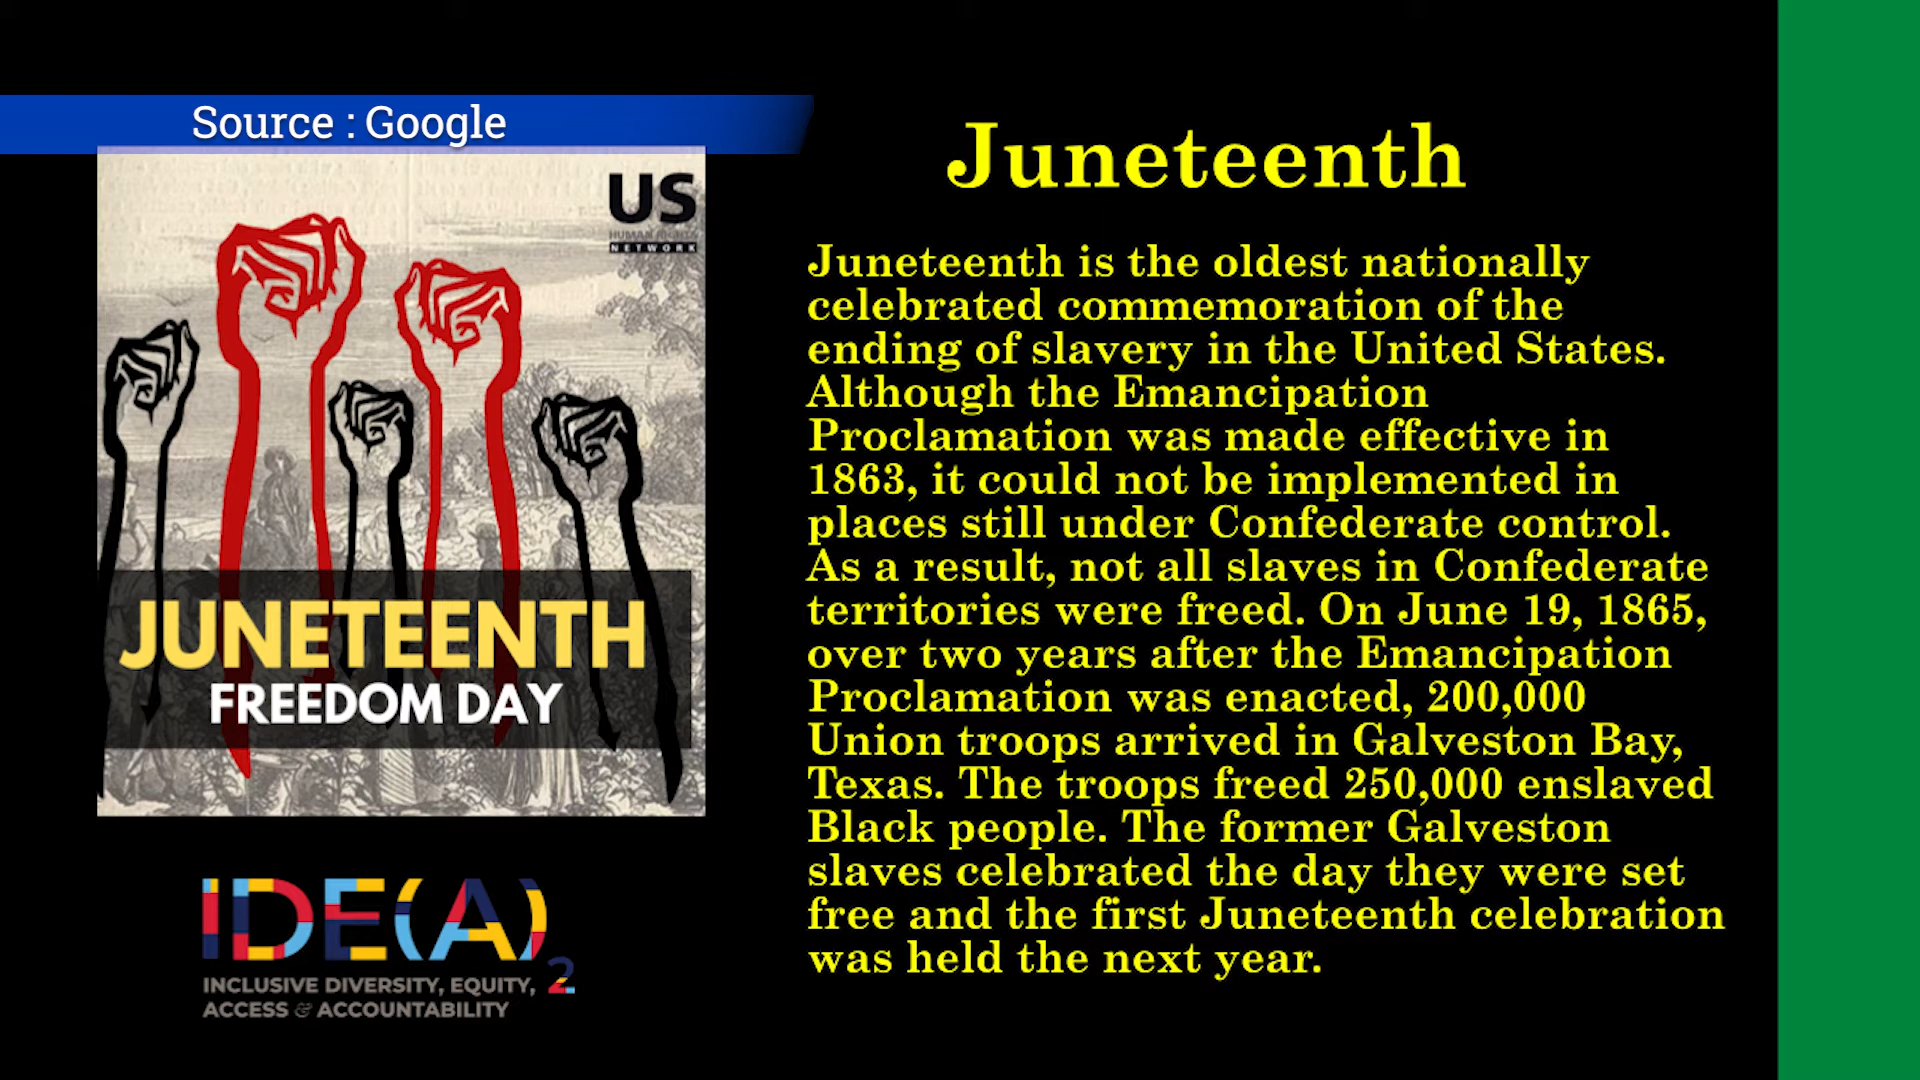 Source : Google
US
HUMAN RIGHTS
NETWORK
JUNETEENTH
FREEDOM DAY
IDE(A)2
INCLUSIVE DIVERSITY, EQUITY,
ACCESS & ACCOUNTABILITY
Juneteenth
Juneteenth is the oldest nationally
celebrated commemoration of the
ending of slavery in the United States.
Although the Emancipation
Proclamation was made effective in
1863, it could not be implemented in
places still under Confederate control.
As a result, not all slaves in Confederate
territories were freed. On June 19, 1865,
over two years after the Emancipation
Proclamation was enacted, 200,000
Union troops arrived in Galveston Bay,
Texas. The troops freed 250,000 enslaved
Black people. The former Galveston
slaves celebrated the day they were set
free and the first Juneteenth celebration
was held the next year.